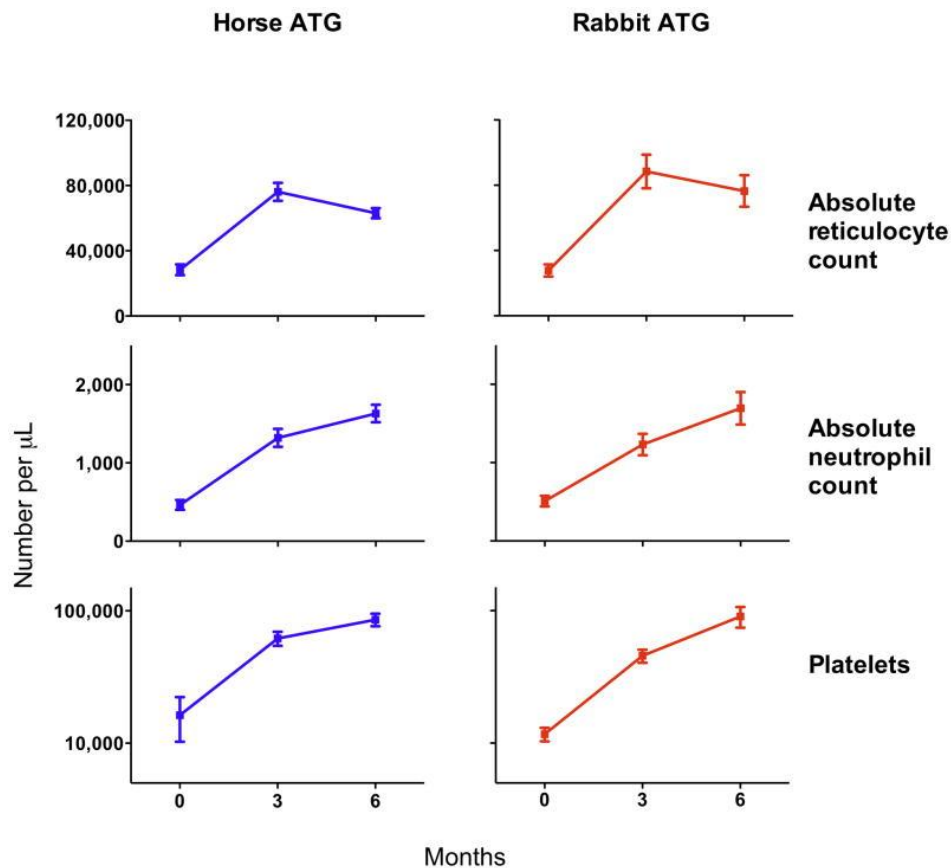 Horse ATG
Rabbit ATG
120,000
80,000
40,000
0
Absolute
reticulocyte
count
2,000
1,000
0
Absolute
neutrophil
count
Number per μL
100,000
10,000
Platelets
0
3
6
0
3
6
Months